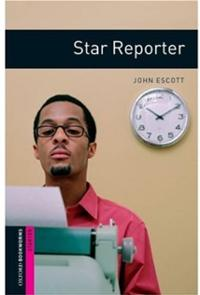 Star Reporter
JOHN ESCOTT
OXFORD BOOKWORMS
STARTER